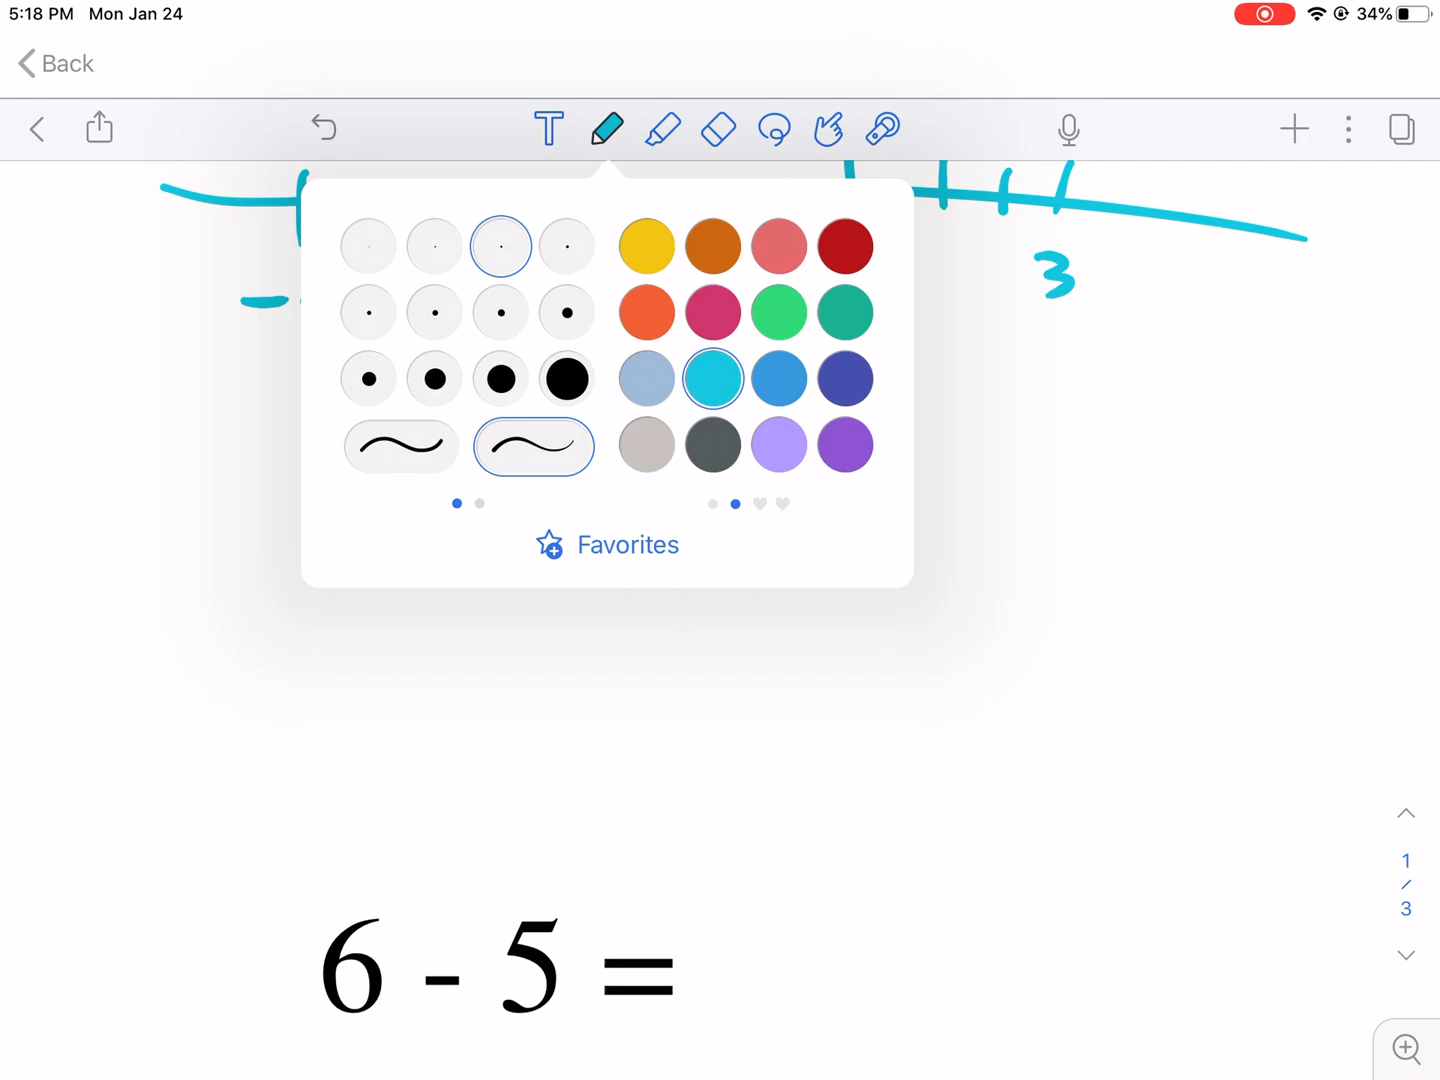 5:18 PM Mon Jan 24 34%
Back
T
- 3
Favorites
1
/
3
6 - 5 =